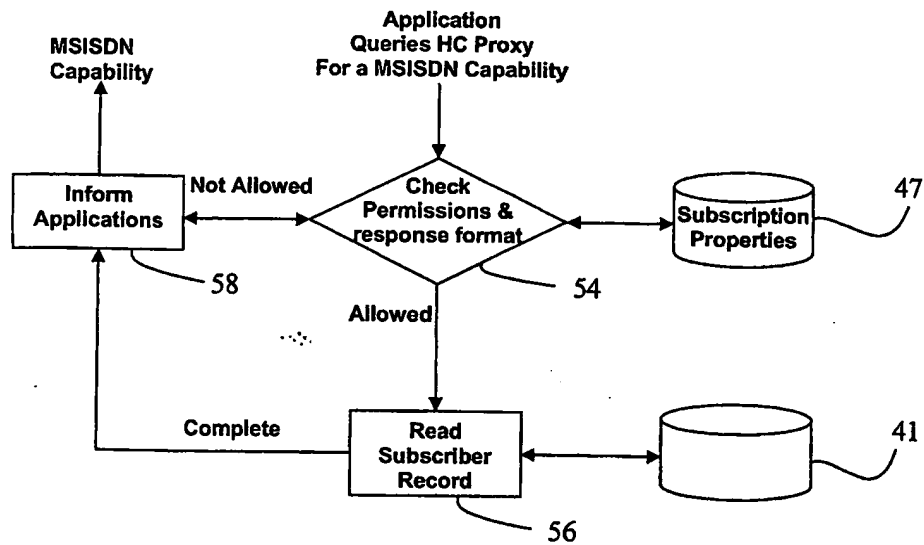 Application
Queries HC Proxy
For a MSISDN Capability
MSISDN
Capability
Inform
Applications
Not Allowed
Check
Permissions &
response format
Subscription
Properties
47
58
54
Allowed
Complete
Read
Subscriber
Record
41
56